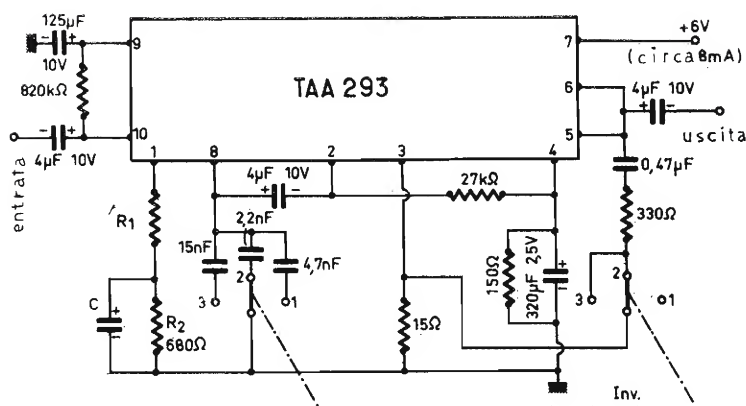 125µF
10V
9
820kΩ
10
4µF 10V
entrata
TAA 293
7
+6V
(circa 8mA)
6
4µF 10V
5
uscita
0,47µF
330Ω
1
8
2
3
4
R1
4µF 10V
27kΩ
15nF
2,2nF
4,7nF
2
3
1
C
R2
680Ω
15Ω
150Ω
320µF 2,5V
2
3
1
Inv.